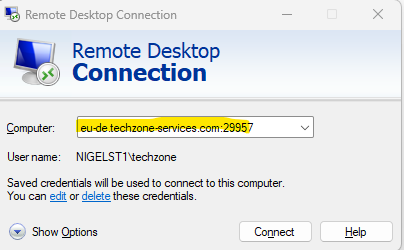 Remote Desktop Connection
Remote Desktop
Connection
Computer: eu-de.techzone-services.com:29957
User name: NIGELST1\techzone
Saved credentials will be used to connect to this computer.
You can edit or delete these credentials.
Show Options Connect Help